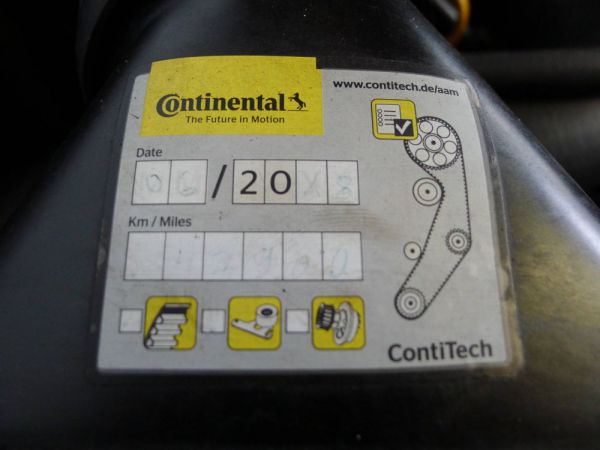 Continental
The Future in Motion
www.contitech.de/aam
Date
/20
Km / Miles
ContiTech